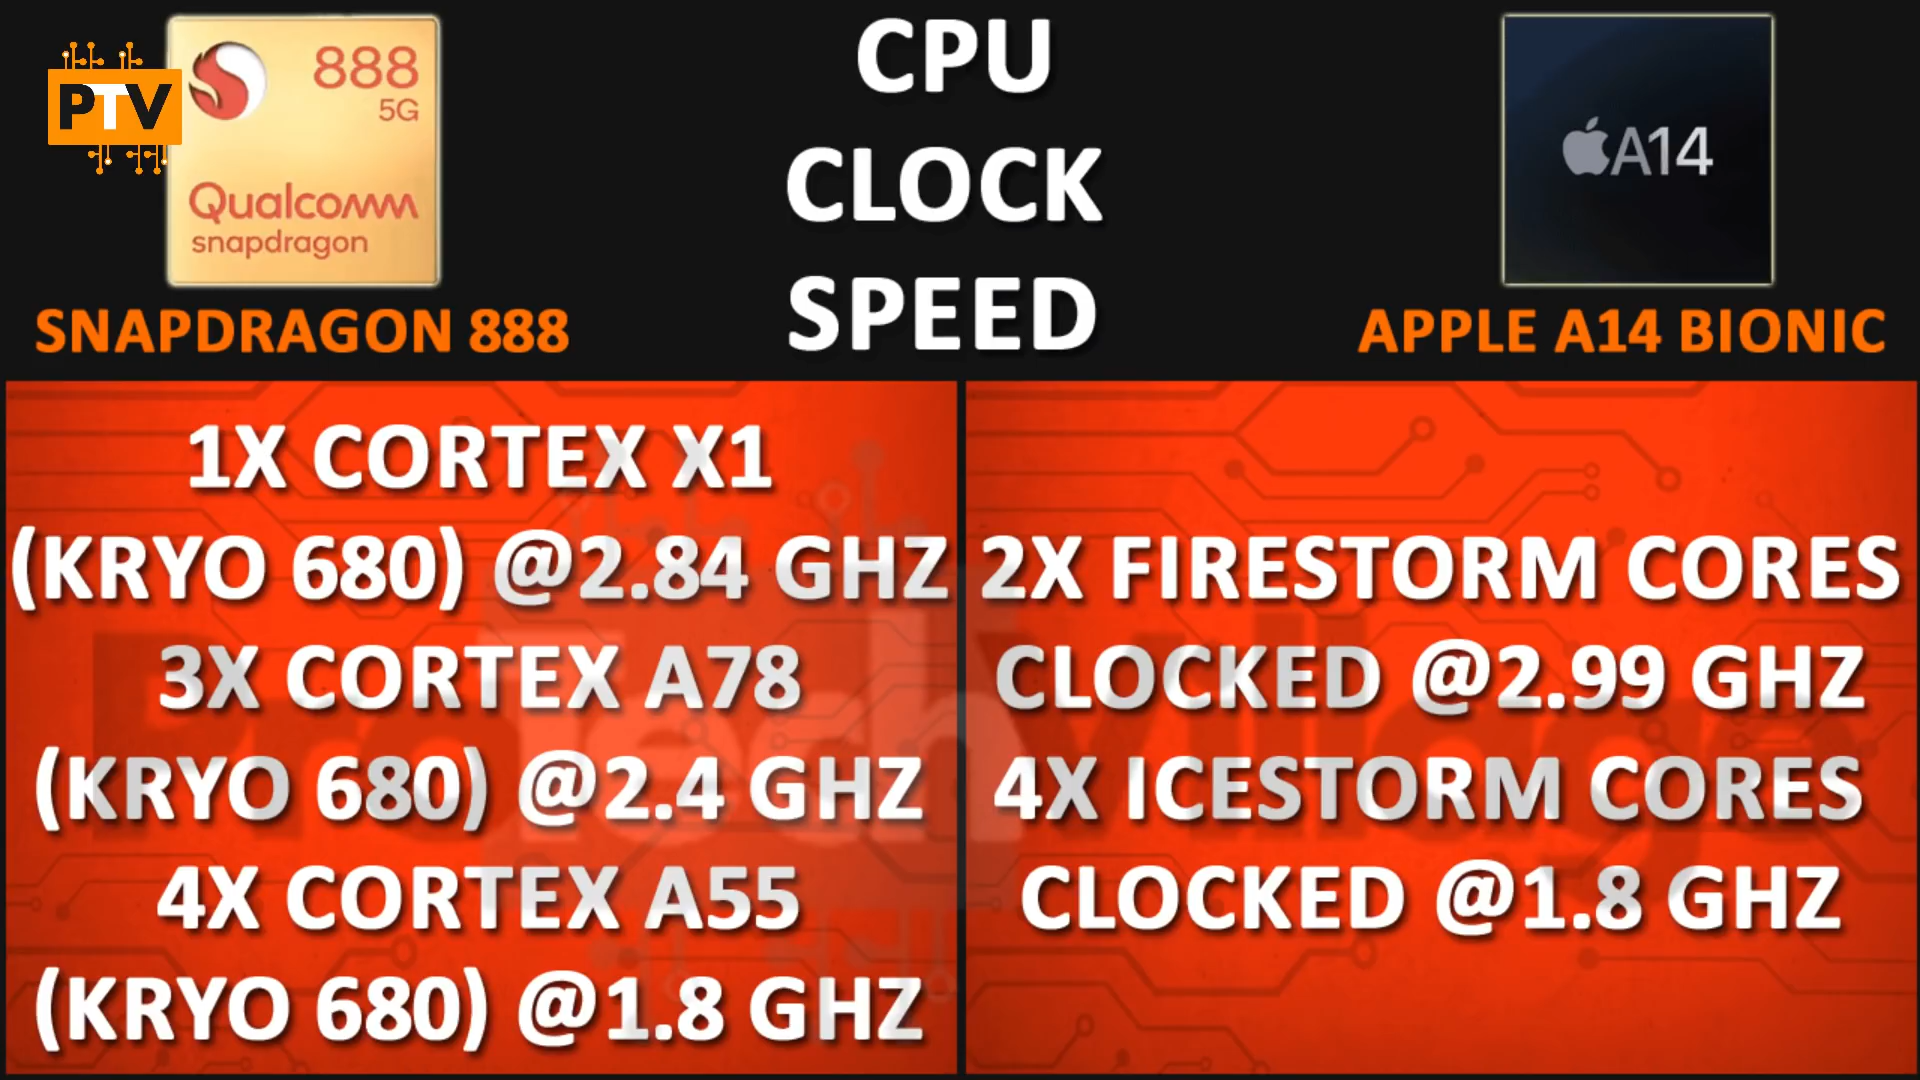 PTV
888
5G
Qualcomm
snapdragon
SNAPDRAGON 888
CPU
CLOCK
SPEED
A14
APPLE A14 BIONIC
1X CORTEX X1
(KRYO 680) @2.84 GHZ
3X CORTEX A78
(KRYO 680) @2.4 GHZ
4X CORTEX A55
(KRYO 680) @1.8 GHZ
2X FIRESTORM CORES
CLOCKED @2.99 GHZ
4X ICESTORM CORES
CLOCKED @1.8 GHZ
ProTechVillage